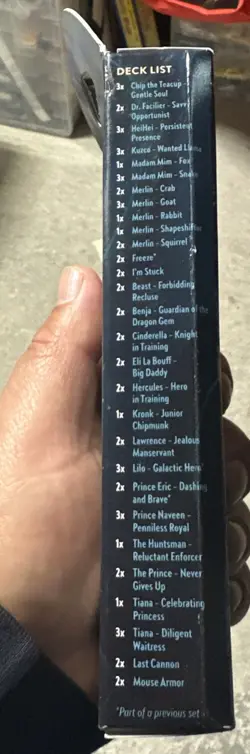 DECK LIST
3x Chip the Teacup -
Gentle Soul
2x Dr. Facilier - Savvy
Opportunist
3x HeiHei - Persistent
Presence
3x Kuzco - Wanted Llama
1x Madam Mim - Fox
3x Madam Mim - Snake
2x Merlin - Crab
3x Merlin - Goat
1x Merlin - Rabbit
1x Merlin - Shapeshifter
2x Merlin - Squirrel*
2x Freeze*
2x I'm Stuck
2x Beast - Forbidding
Recluse
2x Benja - Guardian of the
Dragon Gem
2x Cinderella - Knight
in Training
2x Eli La Bouff -
Big Daddy
2x Hercules - Hero
in Training
1x Kronk - Junior
Chipmunk
2x Lawrence - Jealous
Manservant
3x Lilo - Galactic Hero*
2x Prince Eric - Dashing
and Brave*
3x Prince Naveen -
Penniless Royal
1x The Huntsman -
Reluctant Enforcer
2x The Prince - Never
Gives Up
1x Tiana - Celebrating
Princess
3x Tiana - Diligent
Waitress
2x Last Cannon
2x Mouse Armor
*Part of a previous set